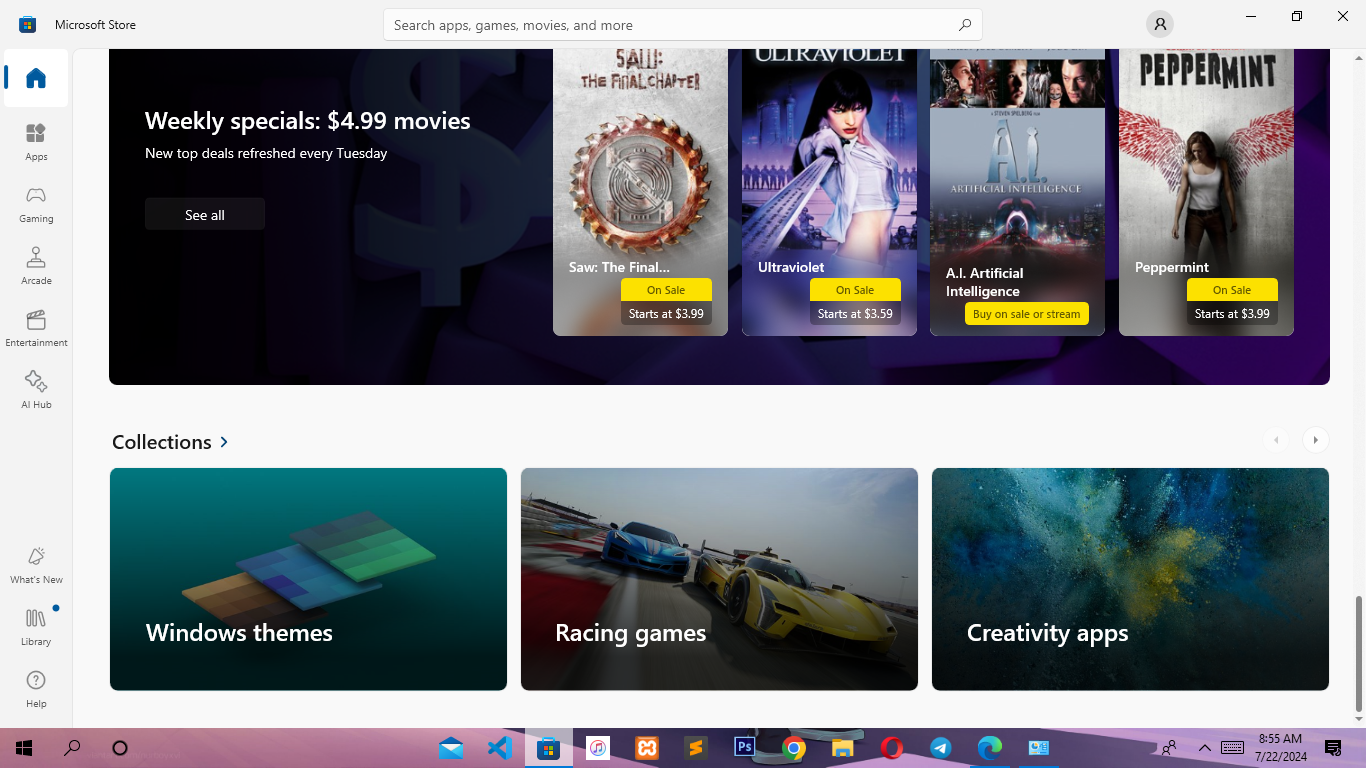 Microsoft Store
Search apps, games, movies, and more
Apps
Gaming
Arcade
Entertainment
AI Hub
What's New
Library
Help
Weekly specials: $4.99 movies
New top deals refreshed every Tuesday
See all
SAW:
THE FINAL CHAPTER
Saw: The Final...
On Sale
Starts at $3.99
ULTRAVIOLET
Ultraviolet
On Sale
Starts at $3.59
A STEVEN SPIELBERG FILM
A.I.
ARTIFICIAL INTELLIGENCE
A.I. Artificial
Intelligence
Buy on sale or stream
PEPPERMINT
Peppermint
On Sale
Starts at $3.99
Collections
Windows themes
Racing games
Creativity apps
Ps
8:55 AM
7/22/2024